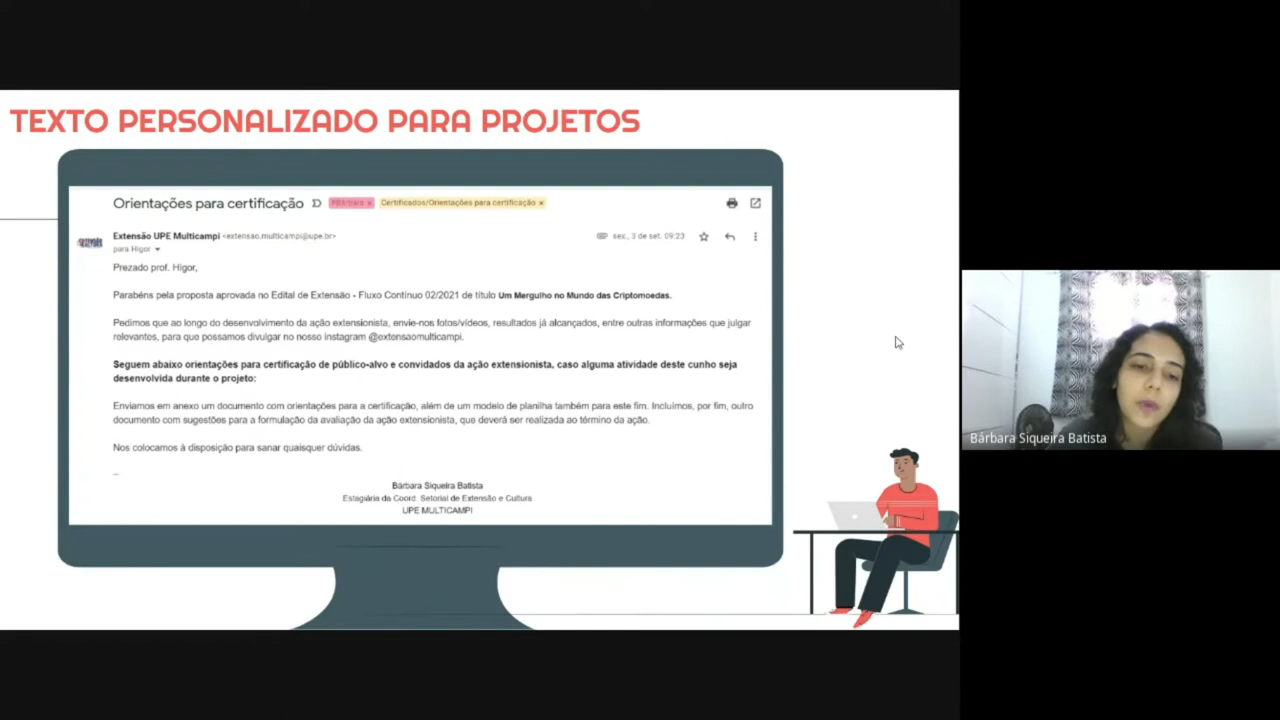 TEXTO PERSONALIZADO PARA PROJETOS
Orientações para certificação
Certificados/Orientações para certificação x
Extensão UPE Multicampi <extensao.multicampi@upe.br>
sex., 3 de set. 09:23
para Higor
Prezado prof. Higor,
Parabéns pela proposta aprovada no Edital de Extensão - Fluxo Contínuo 02/2021 de título Um Mergulho no Mundo das Criptomoedas.
Pedimos que ao longo do desenvolvimento da ação extensionista, envie-nos fotos/vídeos, resultados já alcançados, entre outras informações que julgar
relevantes, para que possamos divulgar no nosso instagram @extensaomulticampi.
Seguem abaixo orientações para certificação de público-alvo e convidados da ação extensionista, caso alguma atividade deste cunho seja
desenvolvida durante o projeto:
Enviamos em anexo um documento com orientações para a certificação, além de um modelo de planilha também para este fim. Incluímos, por fim, outro
documento com sugestões para a formulação da avaliação da ação extensionista, que deverá ser realizada ao término da ação.
Nos colocamos à disposição para sanar quaisquer dúvidas.
--
Bárbara Siqueira Batista
Estagiária da Coord. Setorial de Extensão e Cultura
UPE MULTICAMPI
Bárbara Siqueira Batista